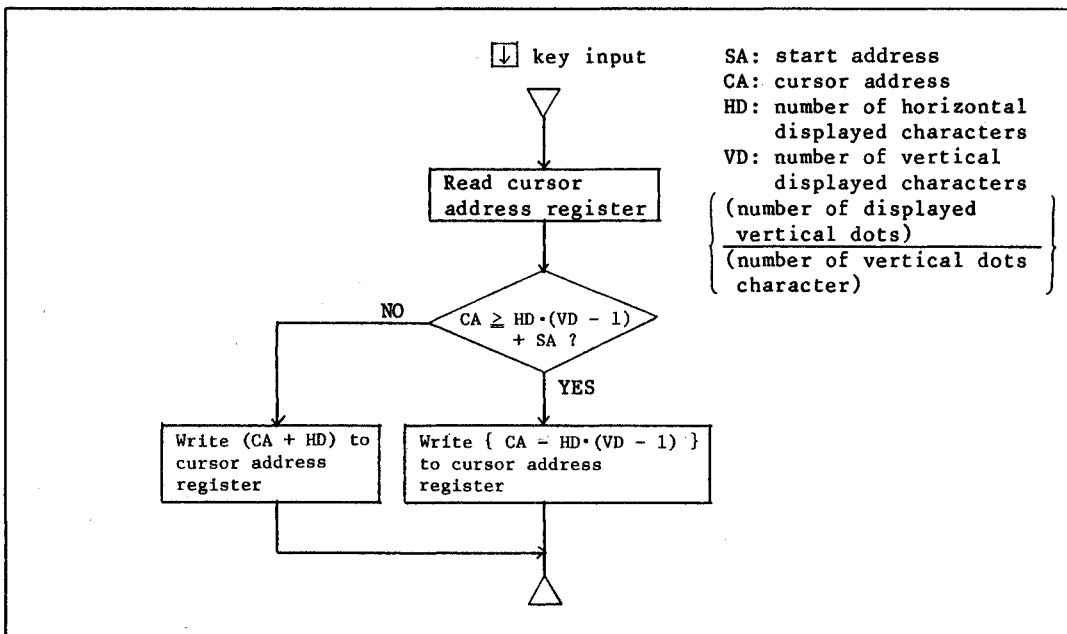 ↓ key input
SA: start address
CA: cursor address
HD: number of horizontal
displayed characters
VD: number of vertical
displayed characters
(number of displayed
vertical dots)
(number of vertical dots
character)
Read cursor
address register
CA ≧ HD·(VD - 1)
+ SA ?
NO
YES
Write (CA + HD) to
cursor address
register
Write { CA - HD·(VD - 1) }
to cursor address
register